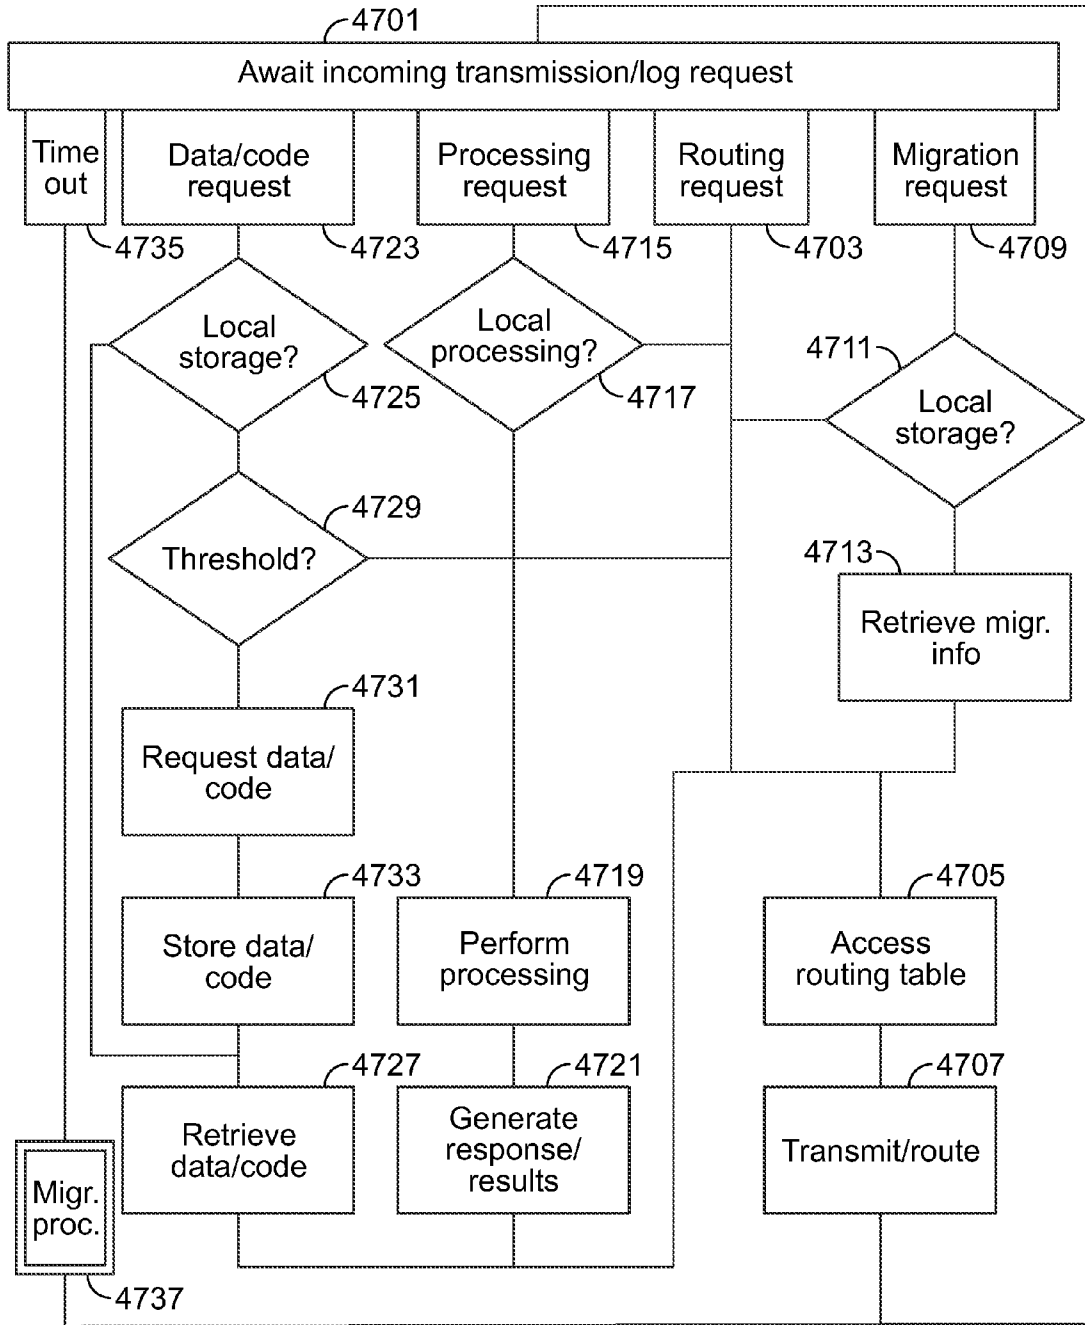 4701
Await incoming transmission/log request
Time
out
Data/code
request
Processing
request
Routing
request
Migration
request
4735
4723
4715
4703
4709
Local
storage?
4725
Local
processing?
4717
4711
Local
storage?
4729
Threshold?
4713
Retrieve migr.
info
4731
Request data/
code
4733
Store data/
code
4719
Perform
processing
4705
Access
routing table
4727
Retrieve
data/code
4721
Generate
response/
results
4707
Transmit/route
Migr.
proc.
4737